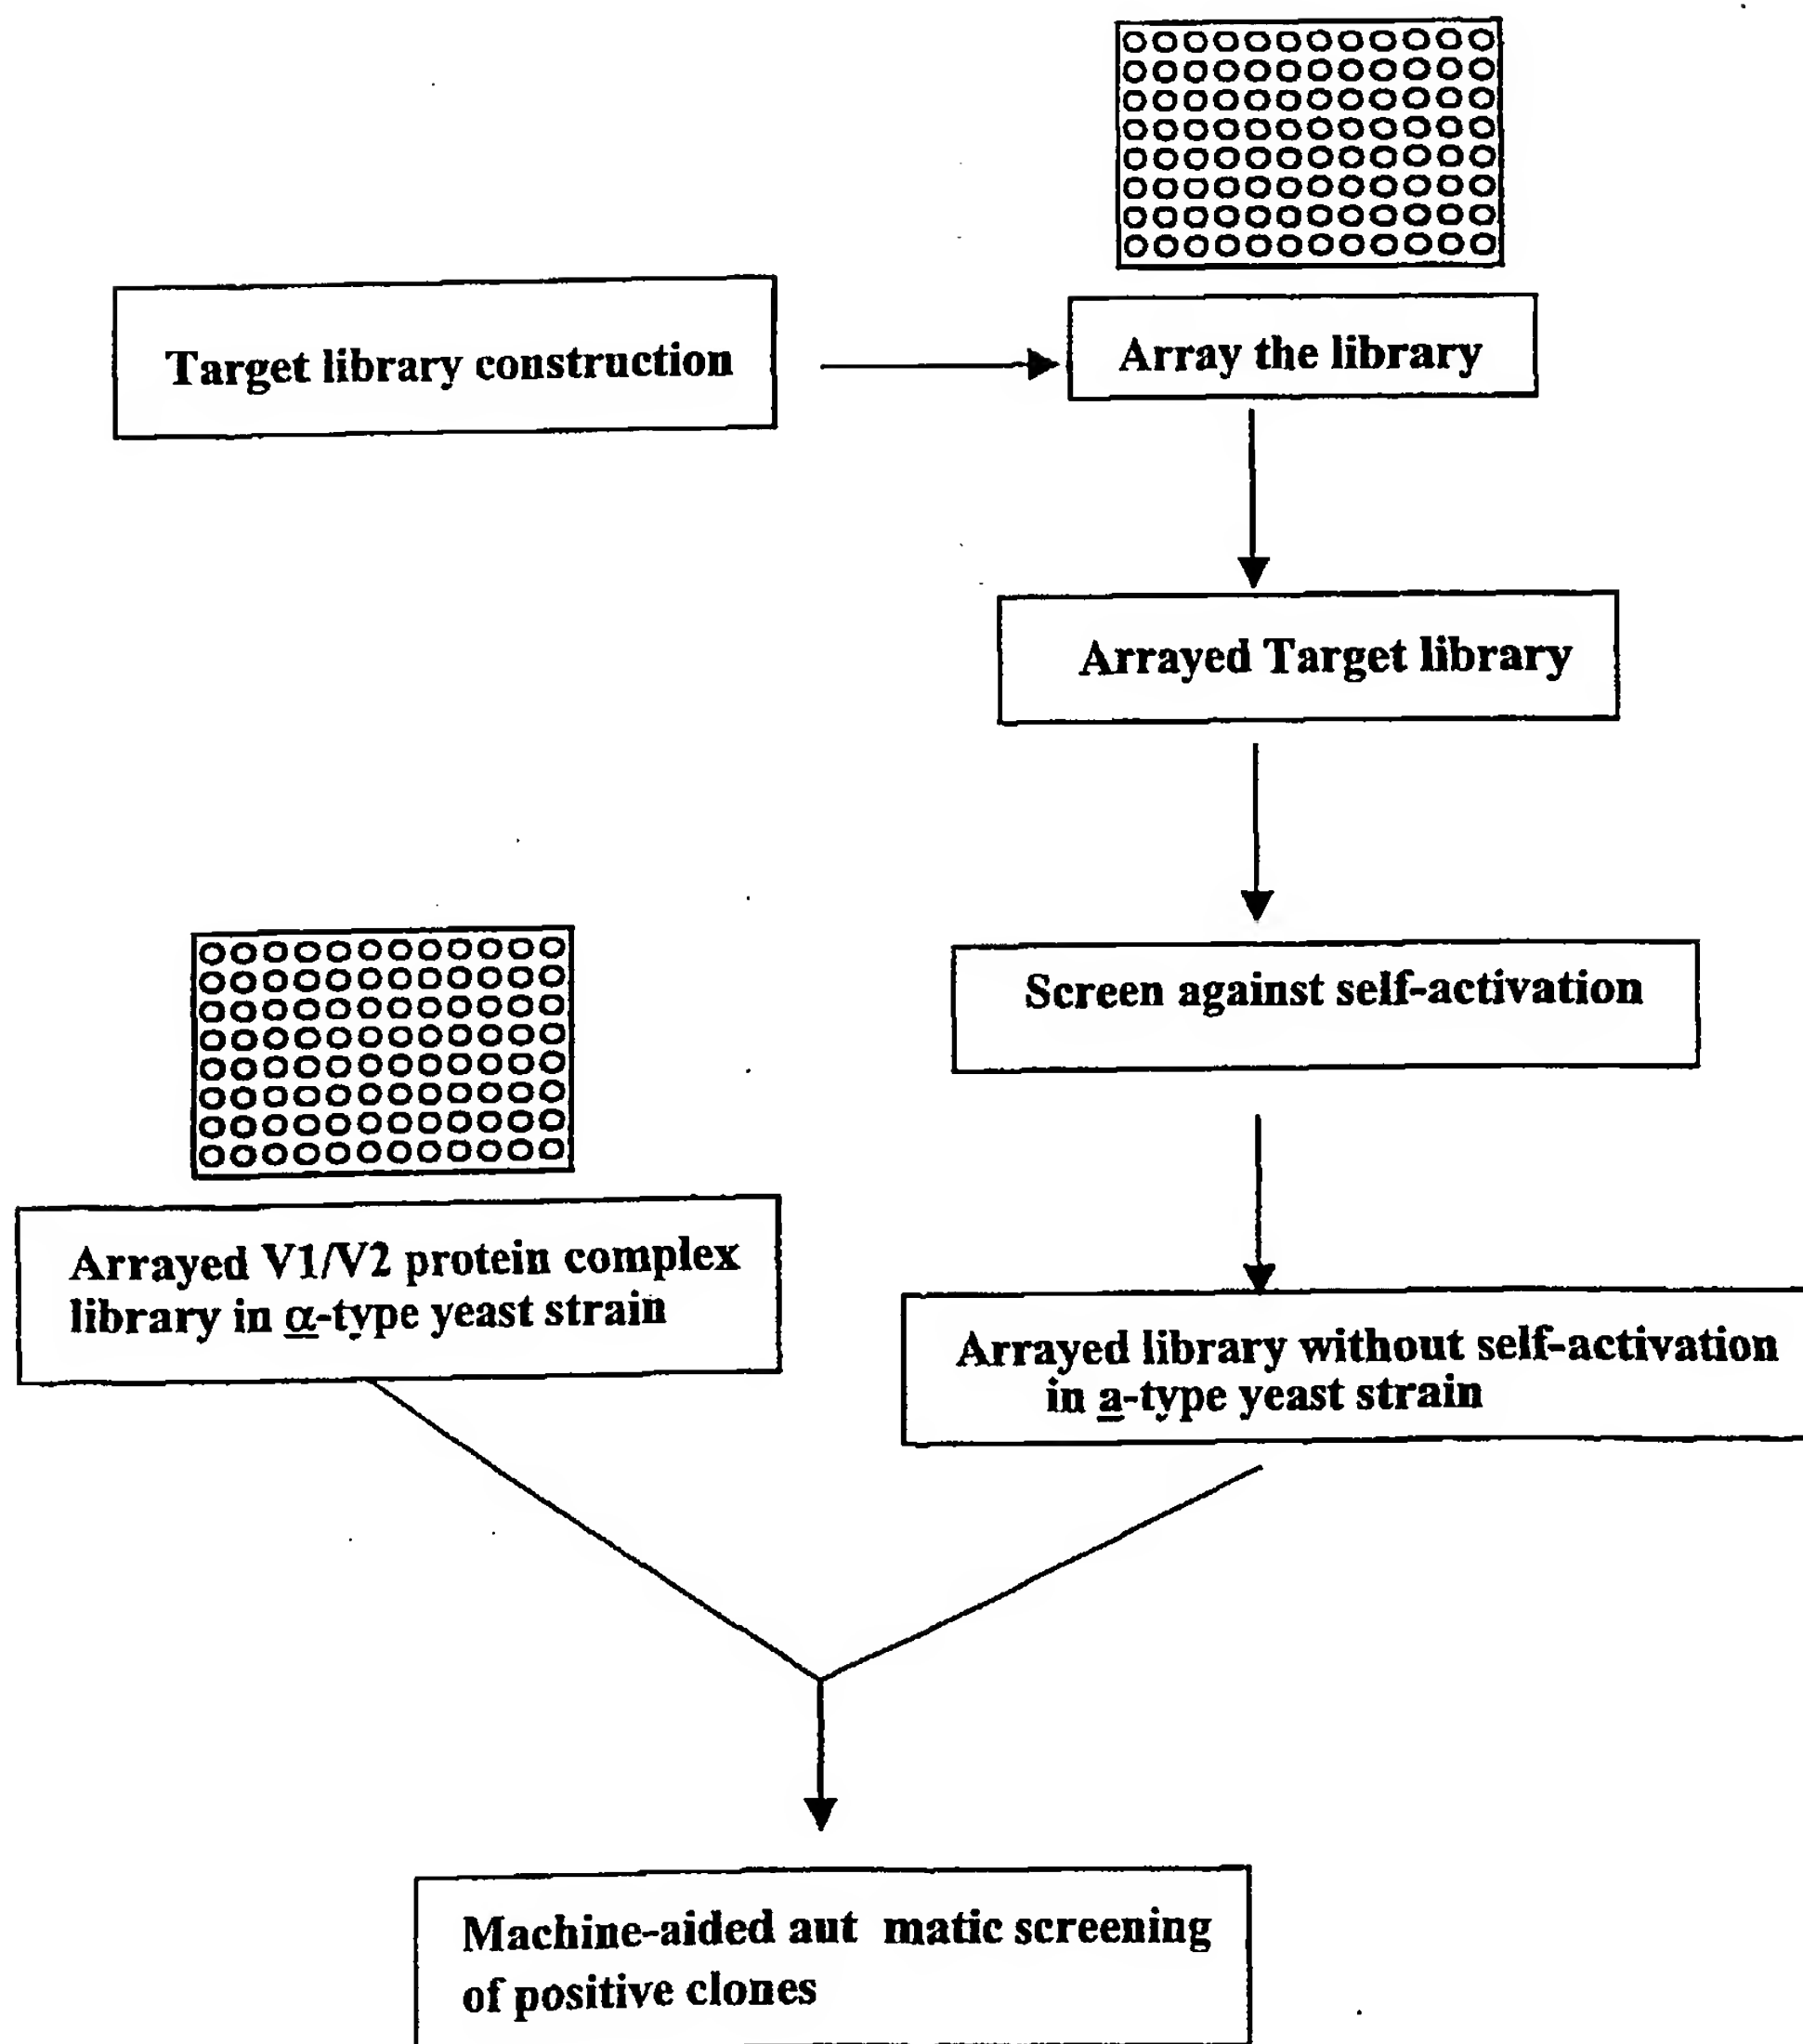 Target library construction
Array the library
Arrayed Target library
Screen against self-activation
Arrayed V1/V2 protein complex
library in α-type yeast strain
Arrayed library without self-activation
in a-type yeast strain
Machine-aided aut matic screening
of positive clones